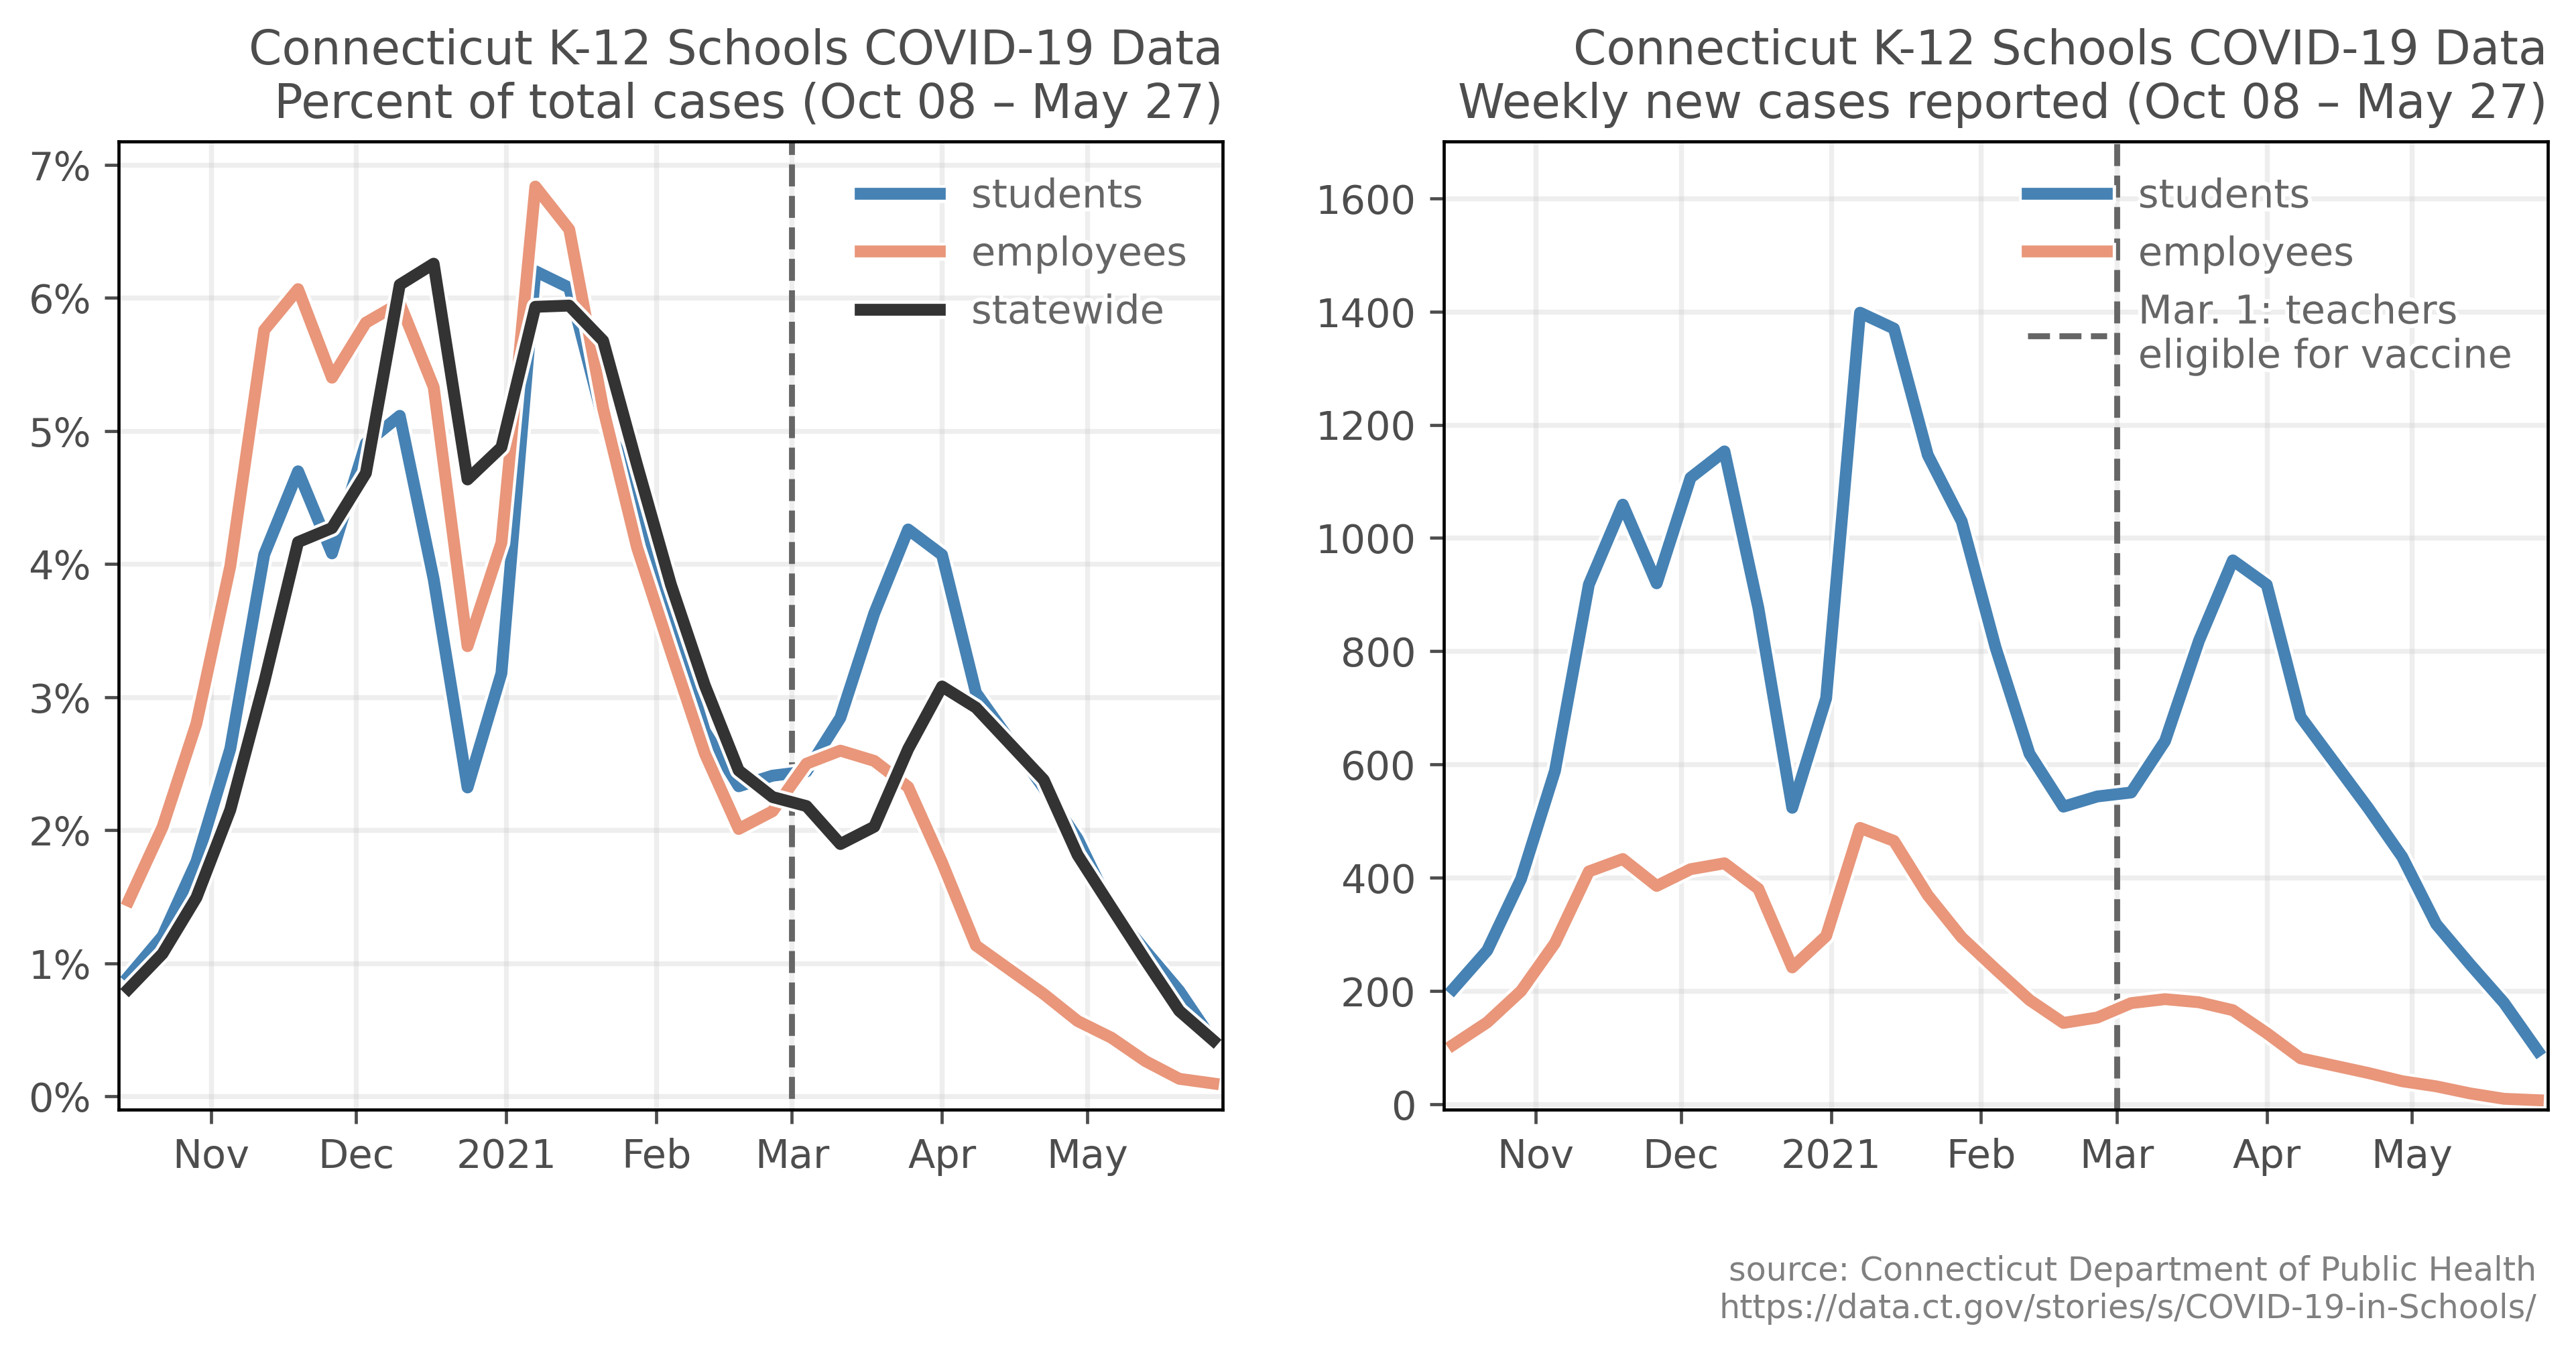 Connecticut K-12 Schools COVID-19 Data
Percent of total cases (Oct 08 – May 27)
7%
6%
5%
4%
3%
2%
1%
0%
students
employees
statewide
Nov
Dec
2021
Feb
Mar
Apr
May
Connecticut K-12 Schools COVID-19 Data
Weekly new cases reported (Oct 08 – May 27)
1600
1400
1200
1000
800
600
400
200
0
students
employees
Mar. 1: teachers
eligible for vaccine
Nov
Dec
2021
Feb
Mar
Apr
May
source: Connecticut Department of Public Health
https://data.ct.gov/stories/s/COVID-19-in-Schools/